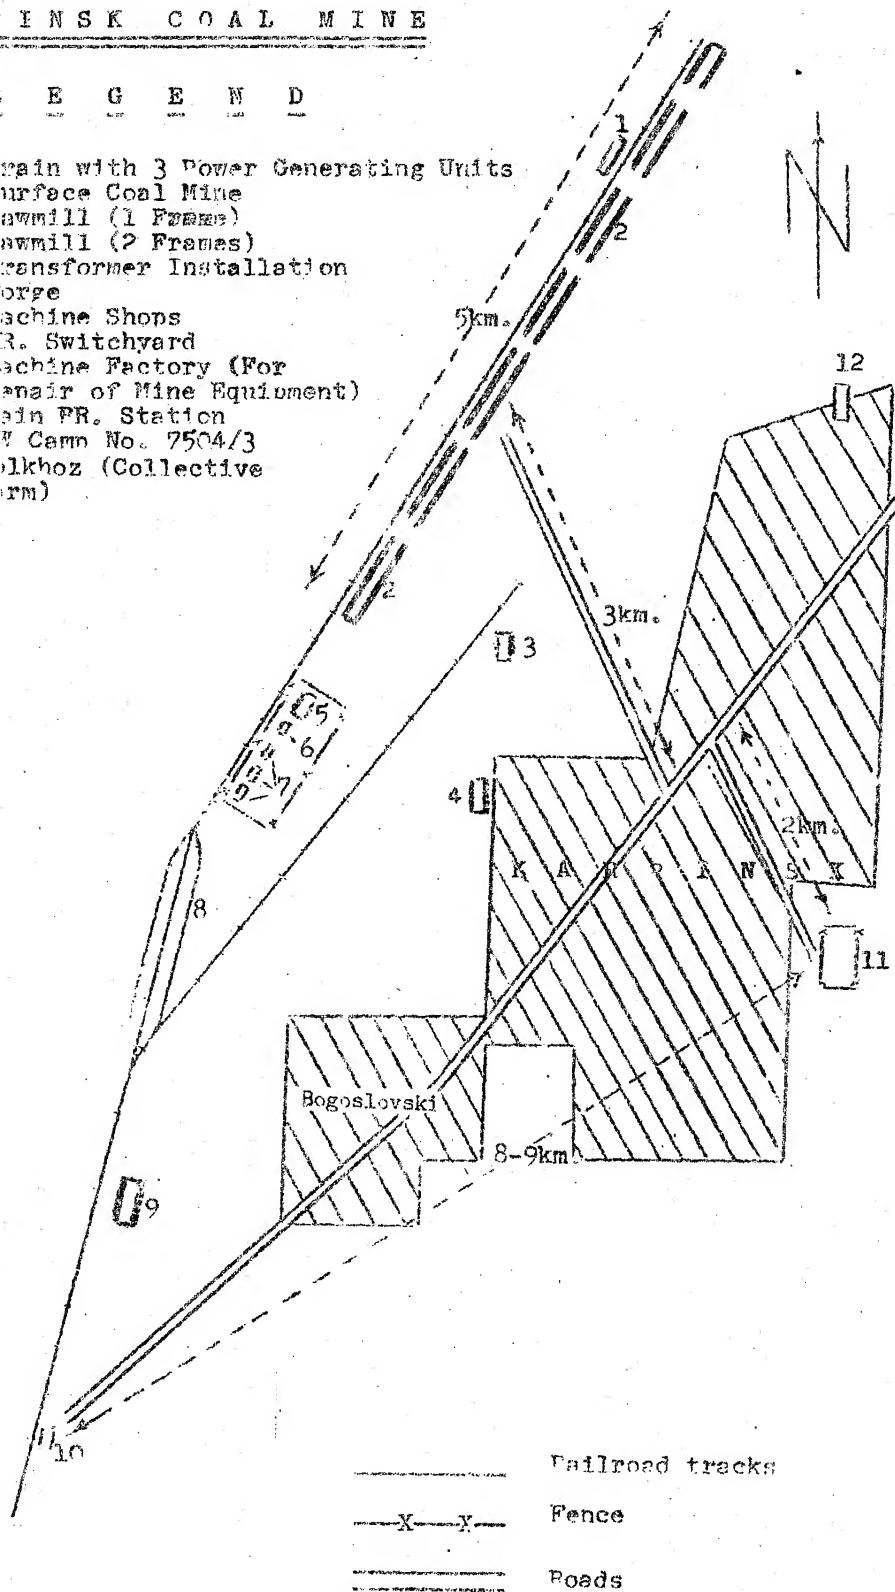 INSK COAL MINE
E G E N D
rain with 3 Power Generating Units
urface Coal Mine
awmill (1 Frame)
awmill (2 Frames)
ransformer Installation
orge
achine Shops
R. Switchyard
achine Factory (For
epair of Mine Equipment)
ain RR. Station
W Camp No. 7504/3
olkhoz (Collective
arm)
1
2
5km.
12
2
3km.
3
5
6
7
4
2km.
KARPINSK
8
11
Bogoslovski
8-9km
9
10
Railroad tracks
X X Fence
Roads